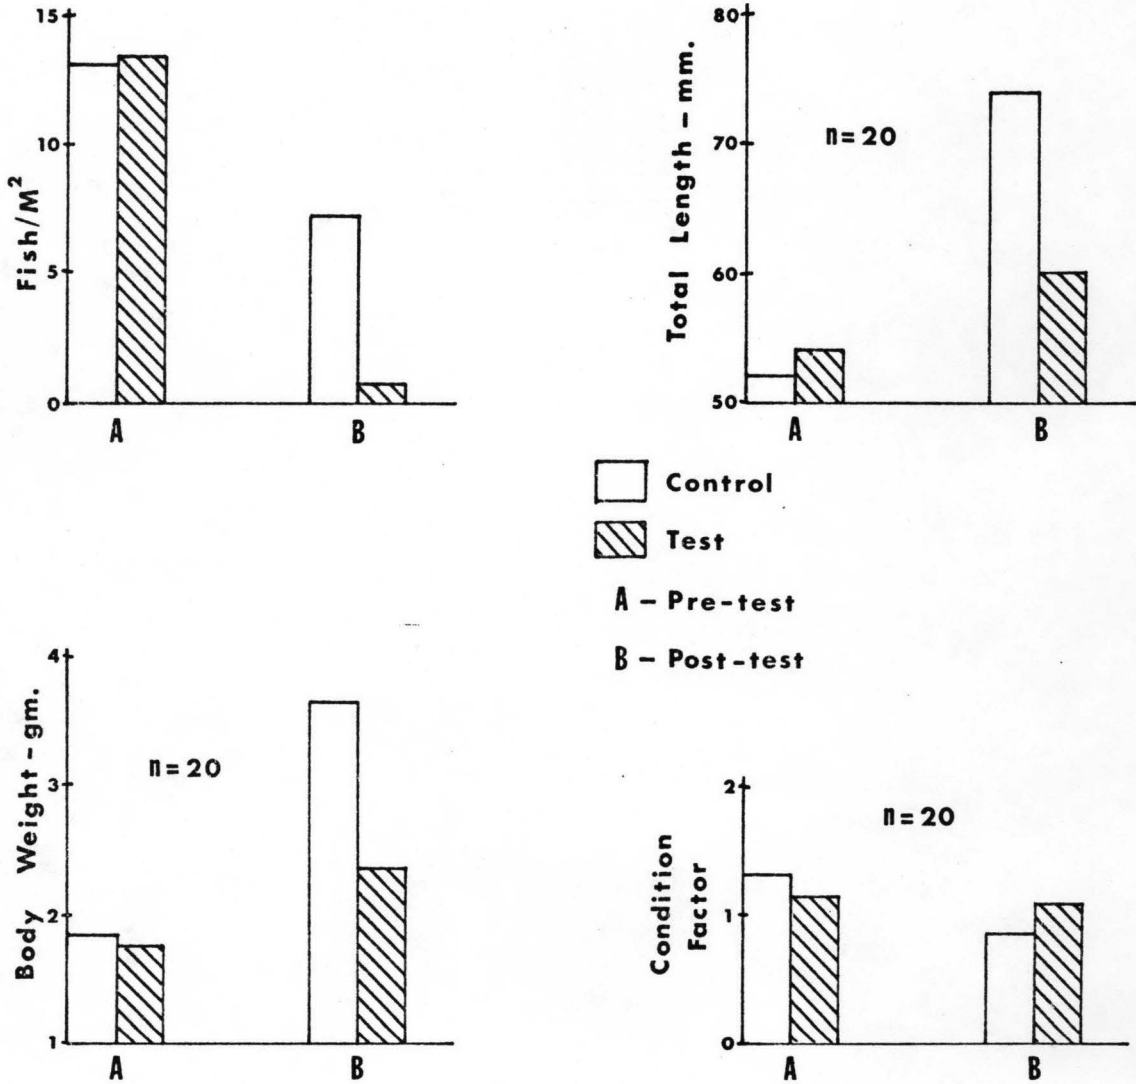 15
10
5
0
Fish/M²
A B
80
70
60
50
Total Length - mm.
n=20
A B
Control
Test
A - Pre-test
B - Post-test
4
3
2
1
Body Weight - gm.
n=20
A B
2
1
0
Condition
Factor
n=20
A B